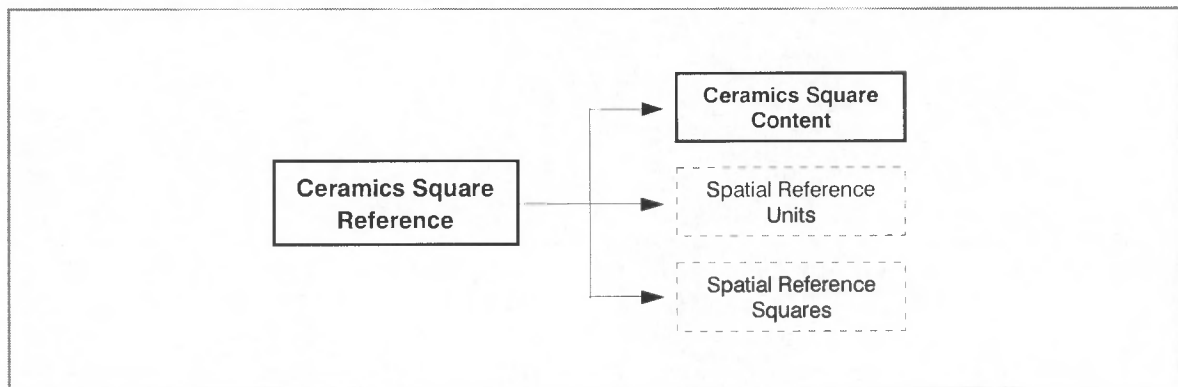 Ceramics Square
Reference
Ceramics Square
Content
Spatial Reference
Units
Spatial Reference
Squares